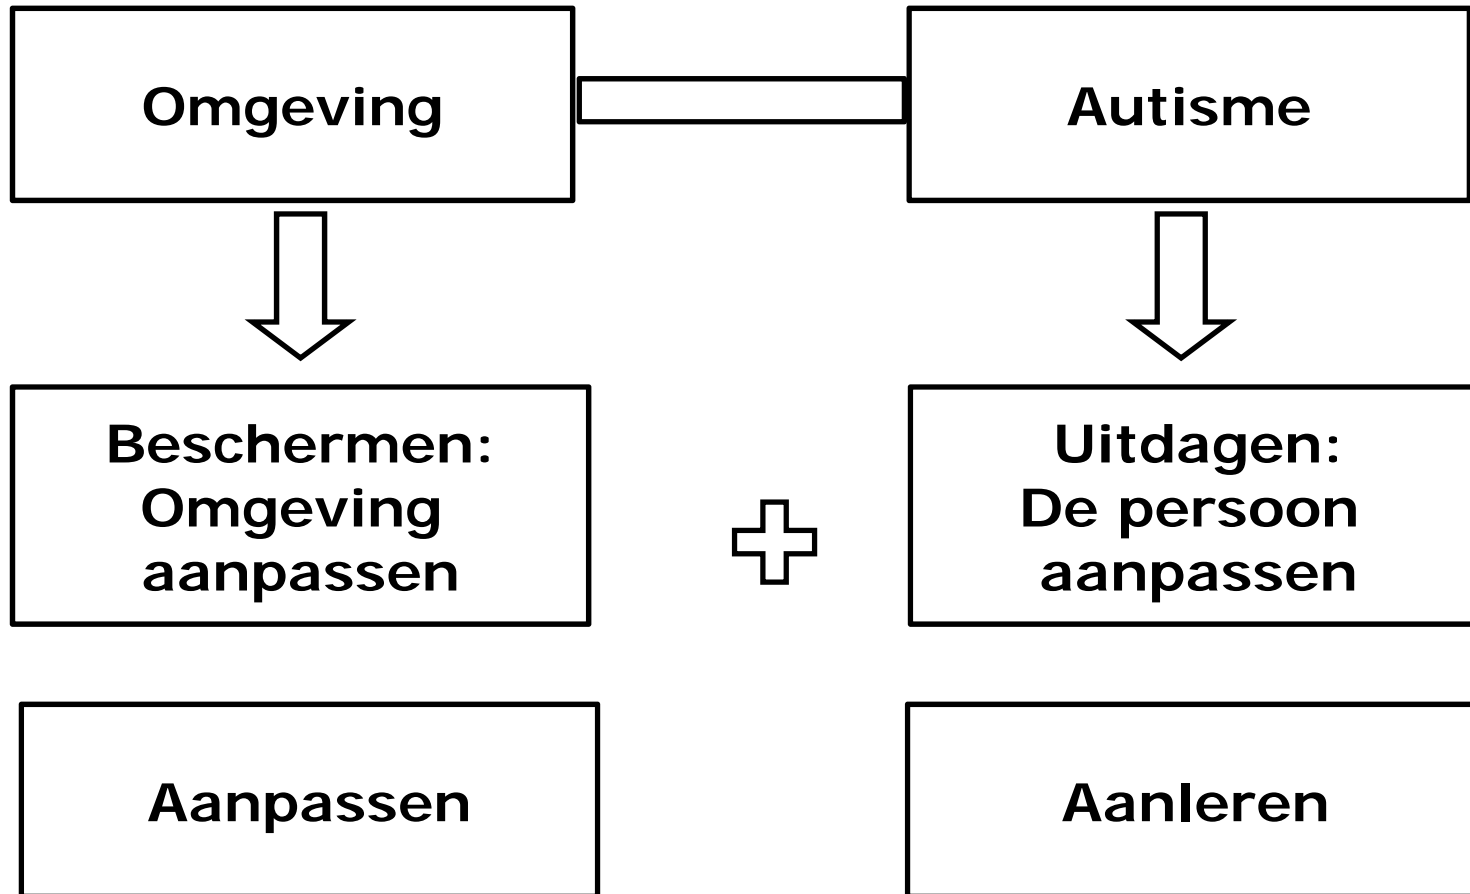 Omgeving
Autisme
Beschermen:
Omgeving
aanpassen
Uitdagen:
De persoon
aanpassen
Aanpassen
Aanleren